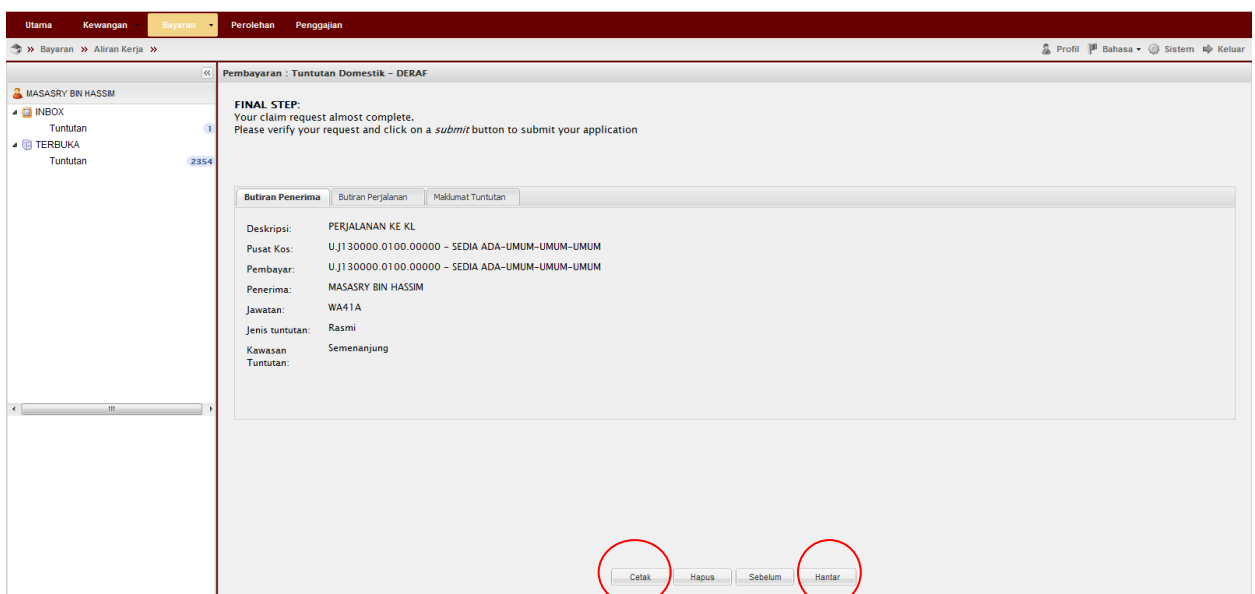 Utama Kewangan Bayaran Perolehan Penggajian
» Bayaran » Aliran Kerja » Profil Bahasa Sistem Keluar
Pembayaran : Tuntutan Domestik - DERAF
MASASRY BIN HASSIM
INBOX
Tuntutan 1
TERBUKA
Tuntutan 2354
FINAL STEP:
Your claim request almost complete.
Please verify your request and click on a submit button to submit your application
Butiran Penerima Butiran Perjalanan Maklumat Tuntutan
Deskripsi: PERJALANAN KE KL
Pusat Kos: U.J130000.0100.00000 - SEDIA ADA-UMUM-UMUM-UMUM
Pembayar: U.J130000.0100.00000 - SEDIA ADA-UMUM-UMUM-UMUM
Penerima: MASASRY BIN HASSIM
Jawatan: WA41A
Jenis tuntutan: Rasmi
Kawasan Semenanjung
Tuntutan:
Cetak Hapus Sebelum Hantar